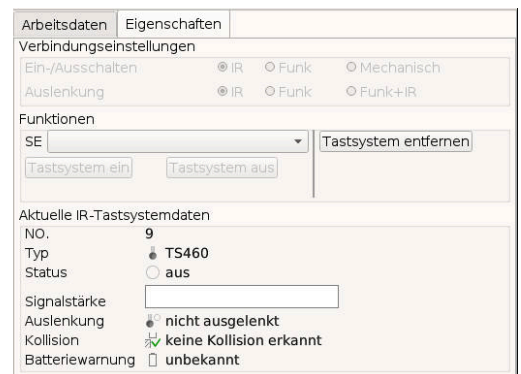 Arbeitsdaten Eigenschaften
Verbindungseinstellungen
Ein-/Ausschalten IR Funk Mechanisch
Auslenkung IR Funk Funk+IR
Funktionen
SE Tastsystem entfernen
Tastsystem ein Tastsystem aus
Aktuelle IR-Tastsystemdaten
NO. 9
Typ TS460
Status aus
Signalstärke
Auslenkung nicht ausgelenkt
Kollision keine Kollision erkannt
Batteriewarnung unbekannt